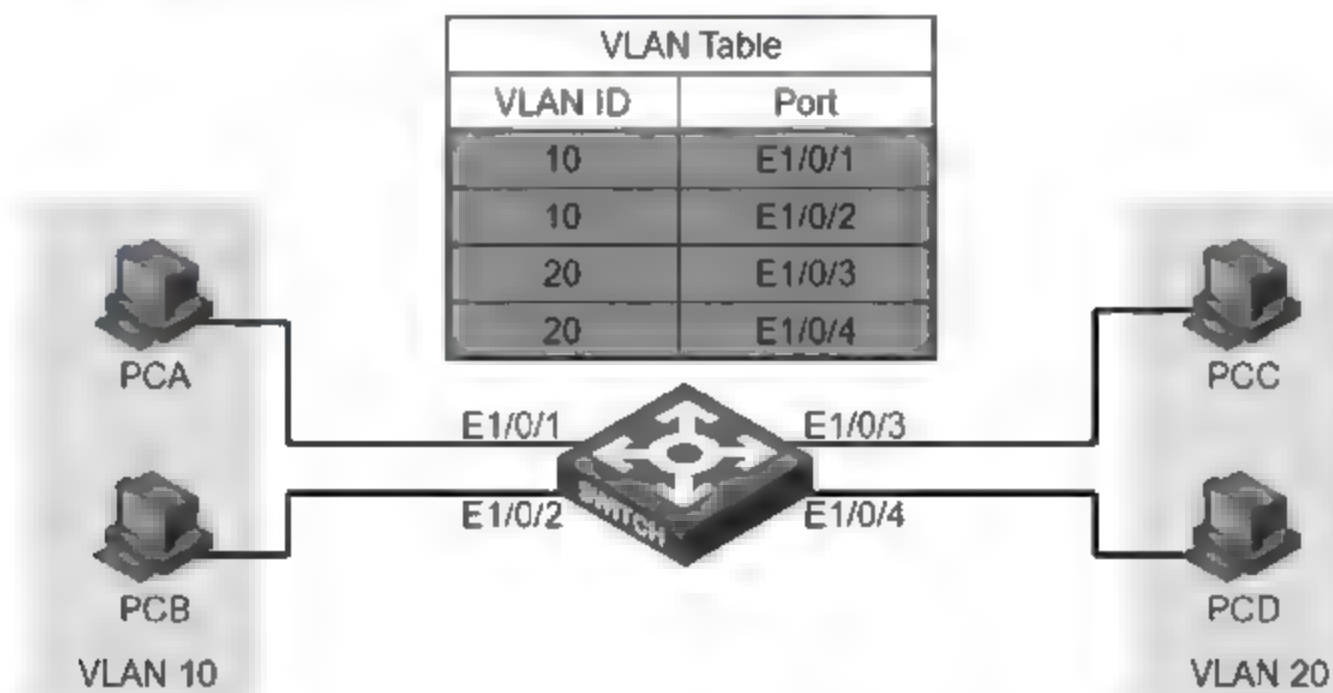 VLAN Table
VLAN ID Port
10 E1/0/1
10 E1/0/2
20 E1/0/3
20 E1/0/4
PCA
PCC
E1/0/1
E1/0/3
E1/0/2
SWITCH
E1/0/4
PCB
PCD
VLAN 10
VLAN 20